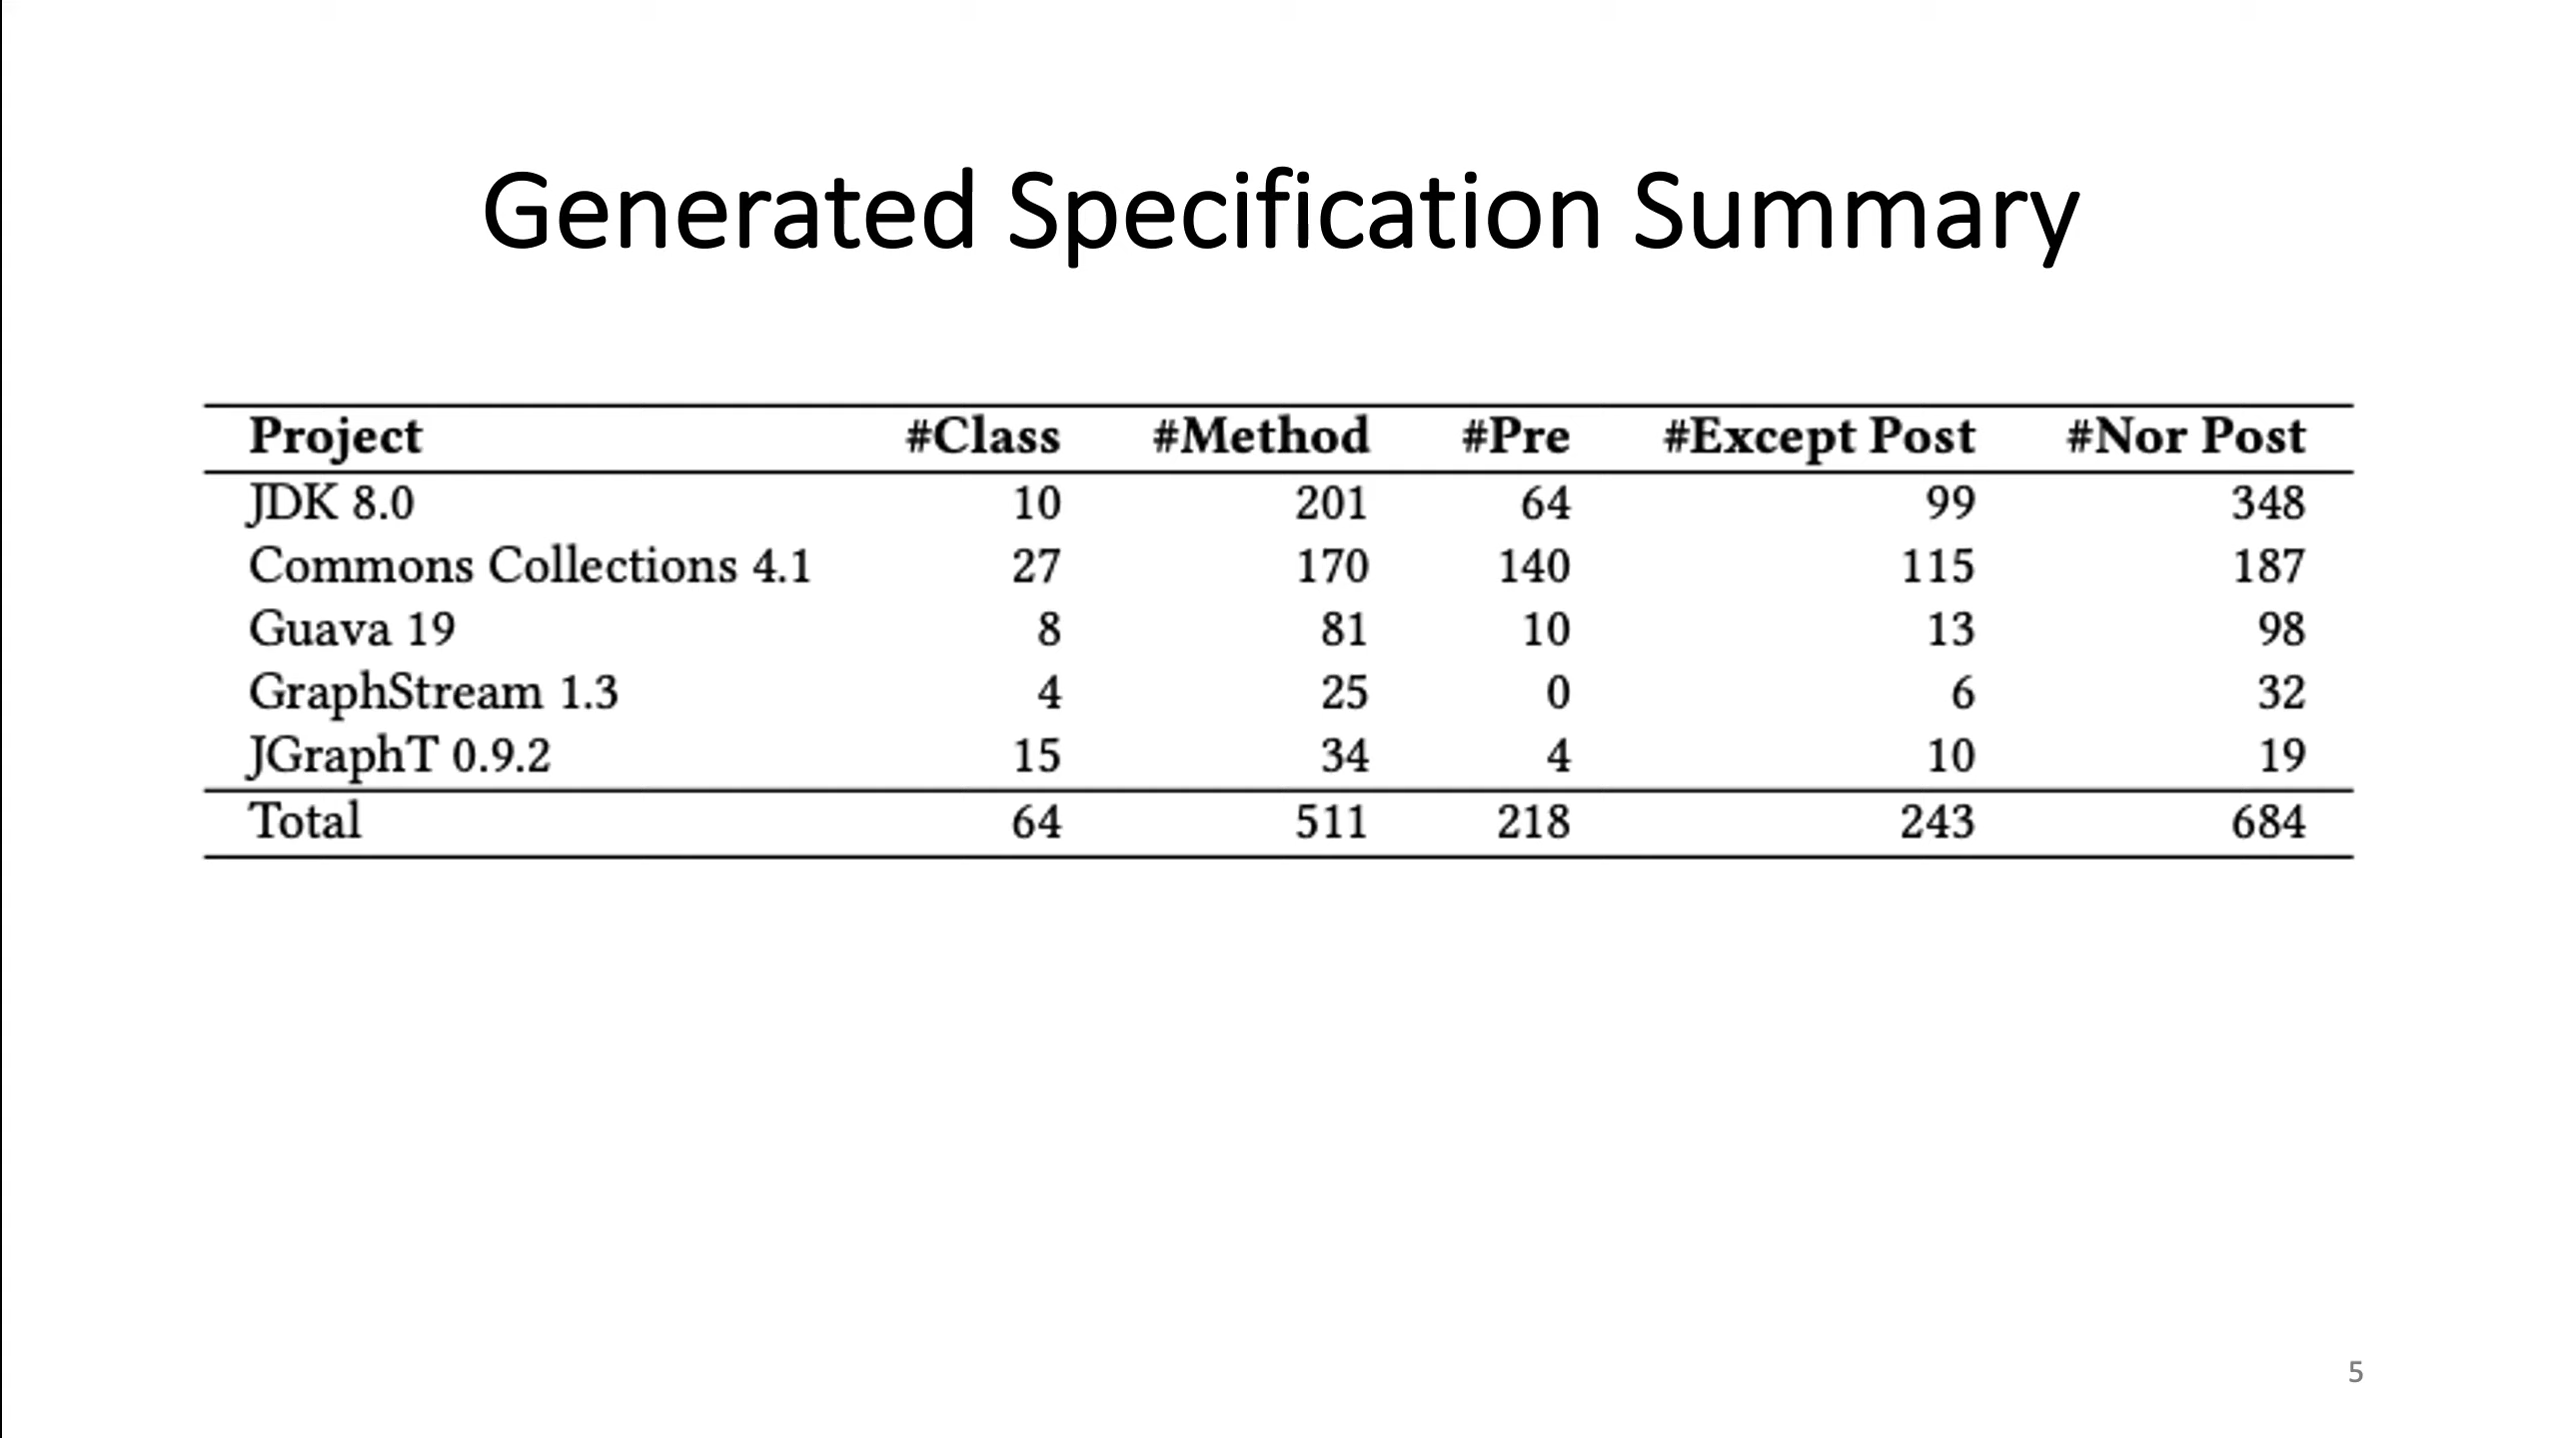 Generated Specification Summary
Project #Class #Method #Pre #Except Post #Nor Post
JDK 8.0 10 201 64 99 348
Commons Collections 4.1 27 170 140 115 187
Guava 19 8 81 10 13 98
GraphStream 1.3 4 25 0 6 32
JGraphT 0.9.2 15 34 4 10 19
Total 64 511 218 243 684
5